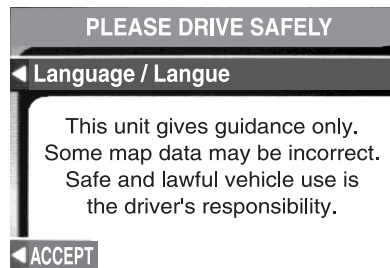 PLEASE DRIVE SAFELY
Language / Langue
This unit gives guidance only.
Some map data may be incorrect.
Safe and lawful vehicle use is
the driver's responsibility.
ACCEPT